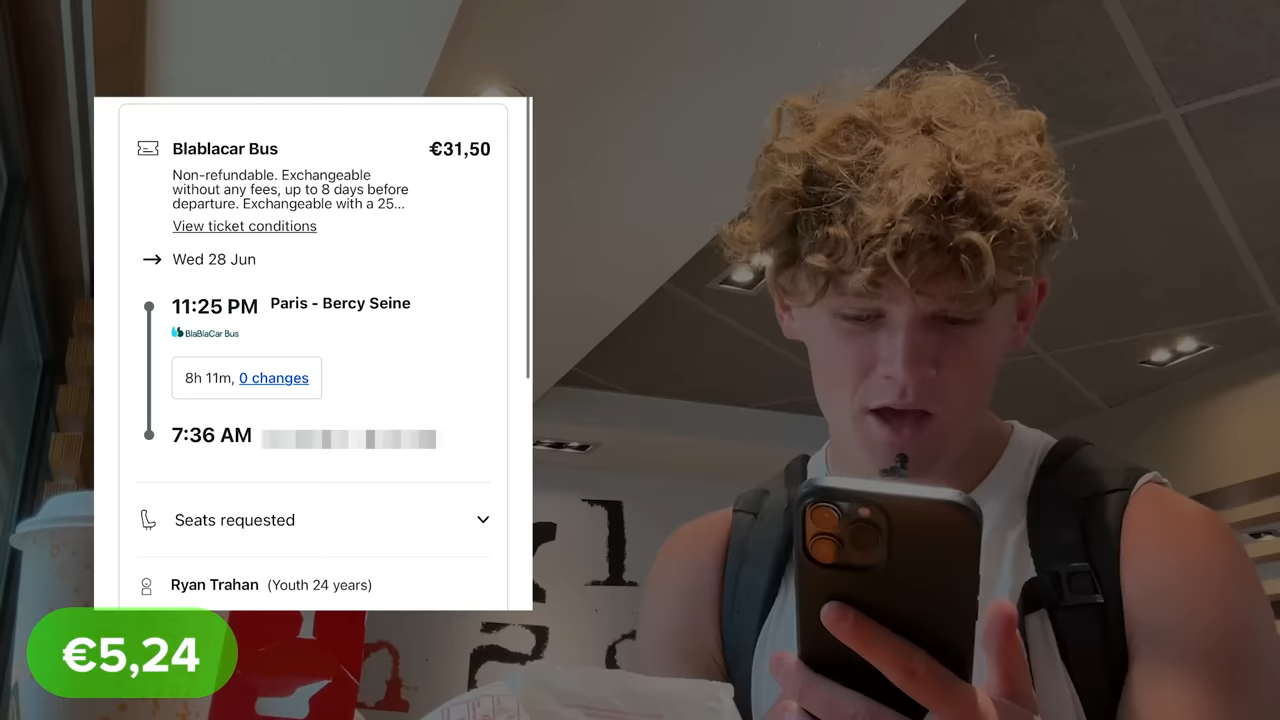 Blablacar Bus €31,50
Non-refundable. Exchangeable
without any fees, up to 8 days before
departure. Exchangeable with a 25...
View ticket conditions
Wed 28 Jun
11:25 PM Paris - Bercy Seine
BlaBlaCar Bus
8h 11m, 0 changes
7:36 AM
Seats requested
Ryan Trahan (Youth 24 years)
€5,24